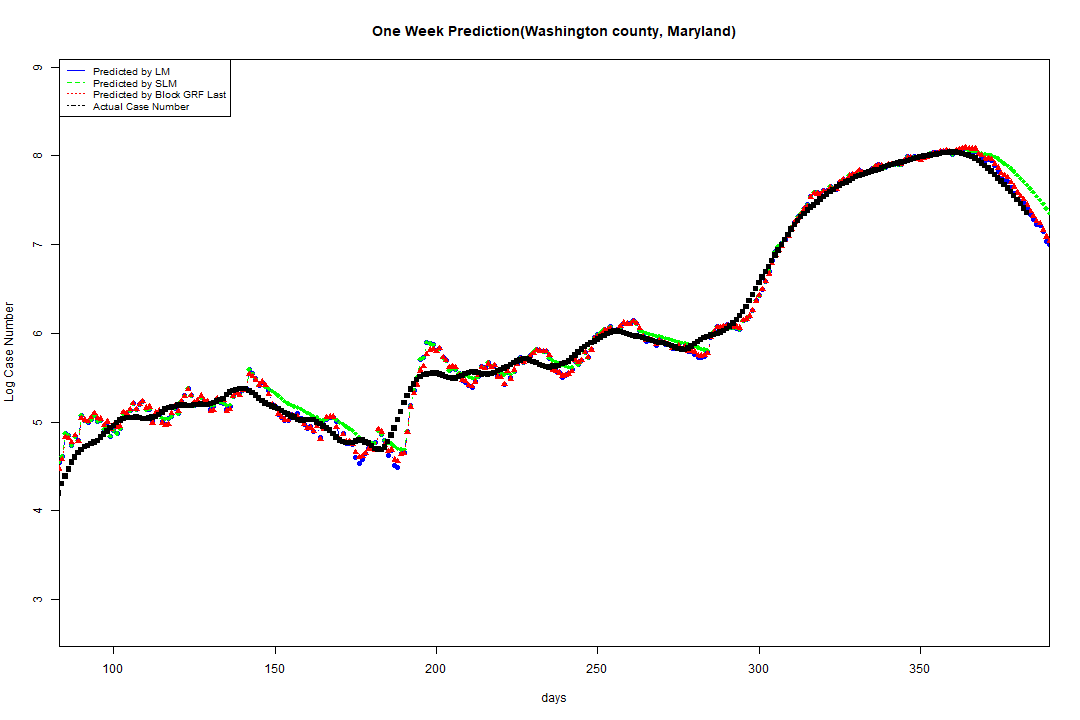 One Week Prediction(Washington county, Maryland)
Predicted by LM
Predicted by SLM
Predicted by Block GRF Last
Actual Case Number
9
8
7
6
5
4
3
Log Case Number
100 150 200 250 300 350
days